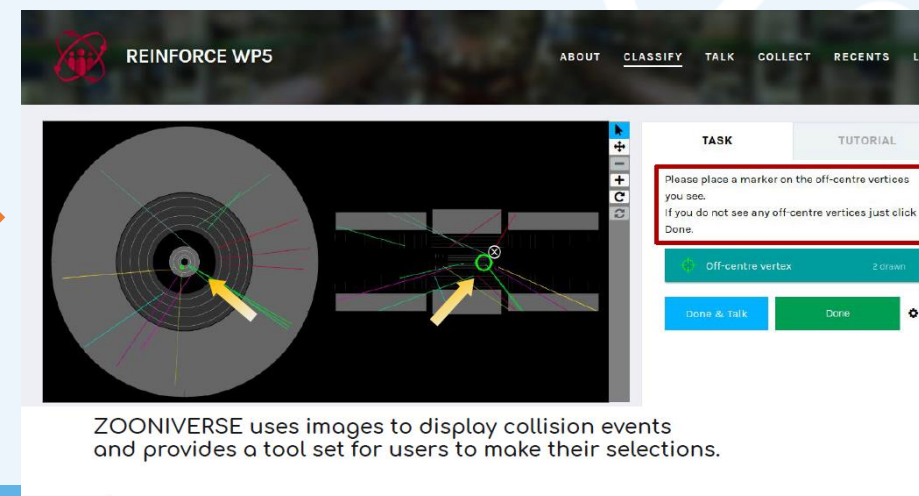 REINFORCE WP5
ABOUT CLASSIFY TALK COLLECT RECENTS L
TASK TUTORIAL
Please place a marker on the off-centre vertices
you see.
If you do not see any off-centre vertices just click
Done.
Off-centre vertex 2 drawn
Done & Talk Done
ZOONIVERSE uses images to display collision events
and provides a tool set for users to make their selections.